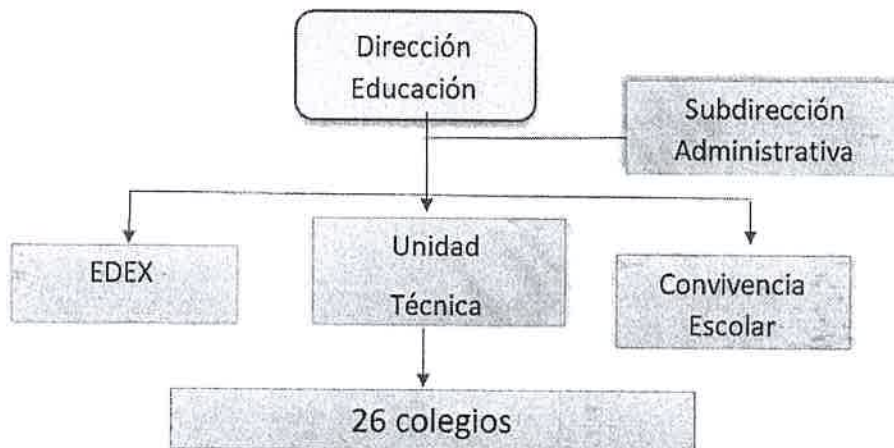 Dirección
Educación
Subdirección
Administrativa
EDEX
Unidad
Técnica
Convivencia
Escolar
26 colegios